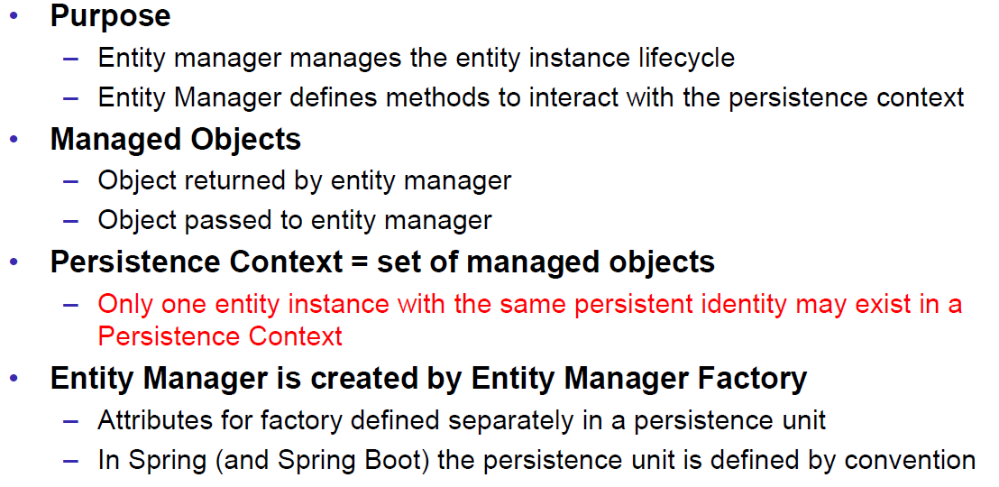 • Purpose
– Entity manager manages the entity instance lifecycle
– Entity Manager defines methods to interact with the persistence context
• Managed Objects
– Object returned by entity manager
– Object passed to entity manager
• Persistence Context = set of managed objects
– Only one entity instance with the same persistent identity may exist in a
Persistence Context
• Entity Manager is created by Entity Manager Factory
– Attributes for factory defined separately in a persistence unit
– In Spring (and Spring Boot) the persistence unit is defined by convention